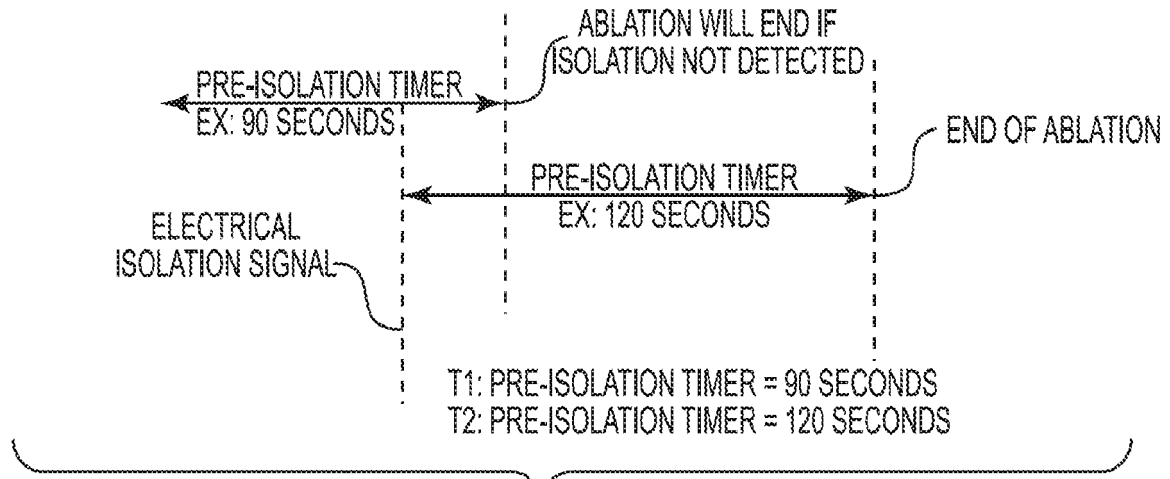 ABLATION WILL END IF
ISOLATION NOT DETECTED
PRE-ISOLATION TIMER
EX: 90 SECONDS
END OF ABLATION
PRE-ISOLATION TIMER
EX: 120 SECONDS
ELECTRICAL
ISOLATION SIGNAL
T1: PRE-ISOLATION TIMER = 90 SECONDS
T2: PRE-ISOLATION TIMER = 120 SECONDS